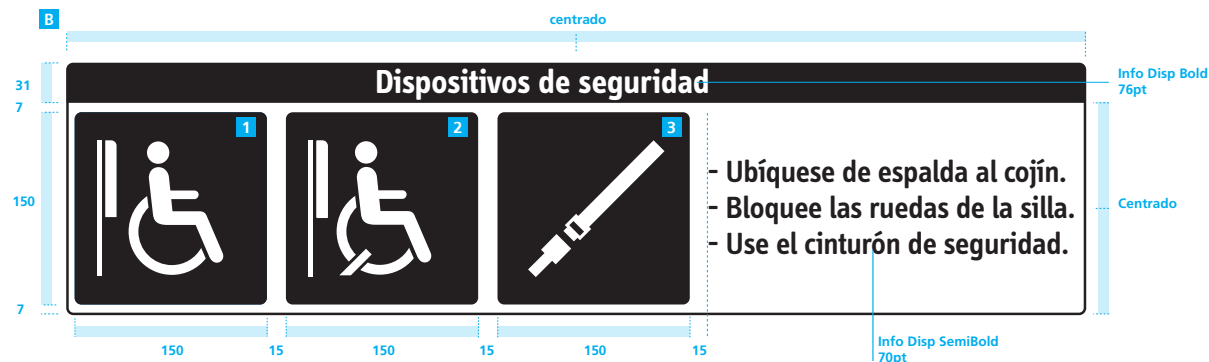 B
centrado
31
Dispositivos de seguridad
Info Disp Bold
76pt
7
1
2
3
150
- Ubíquese de espalda al cojín.
- Bloquee las ruedas de la silla.
- Use el cinturón de seguridad.
Centrado
7
150
15
150
15
150
15
Info Disp SemiBold
70pt